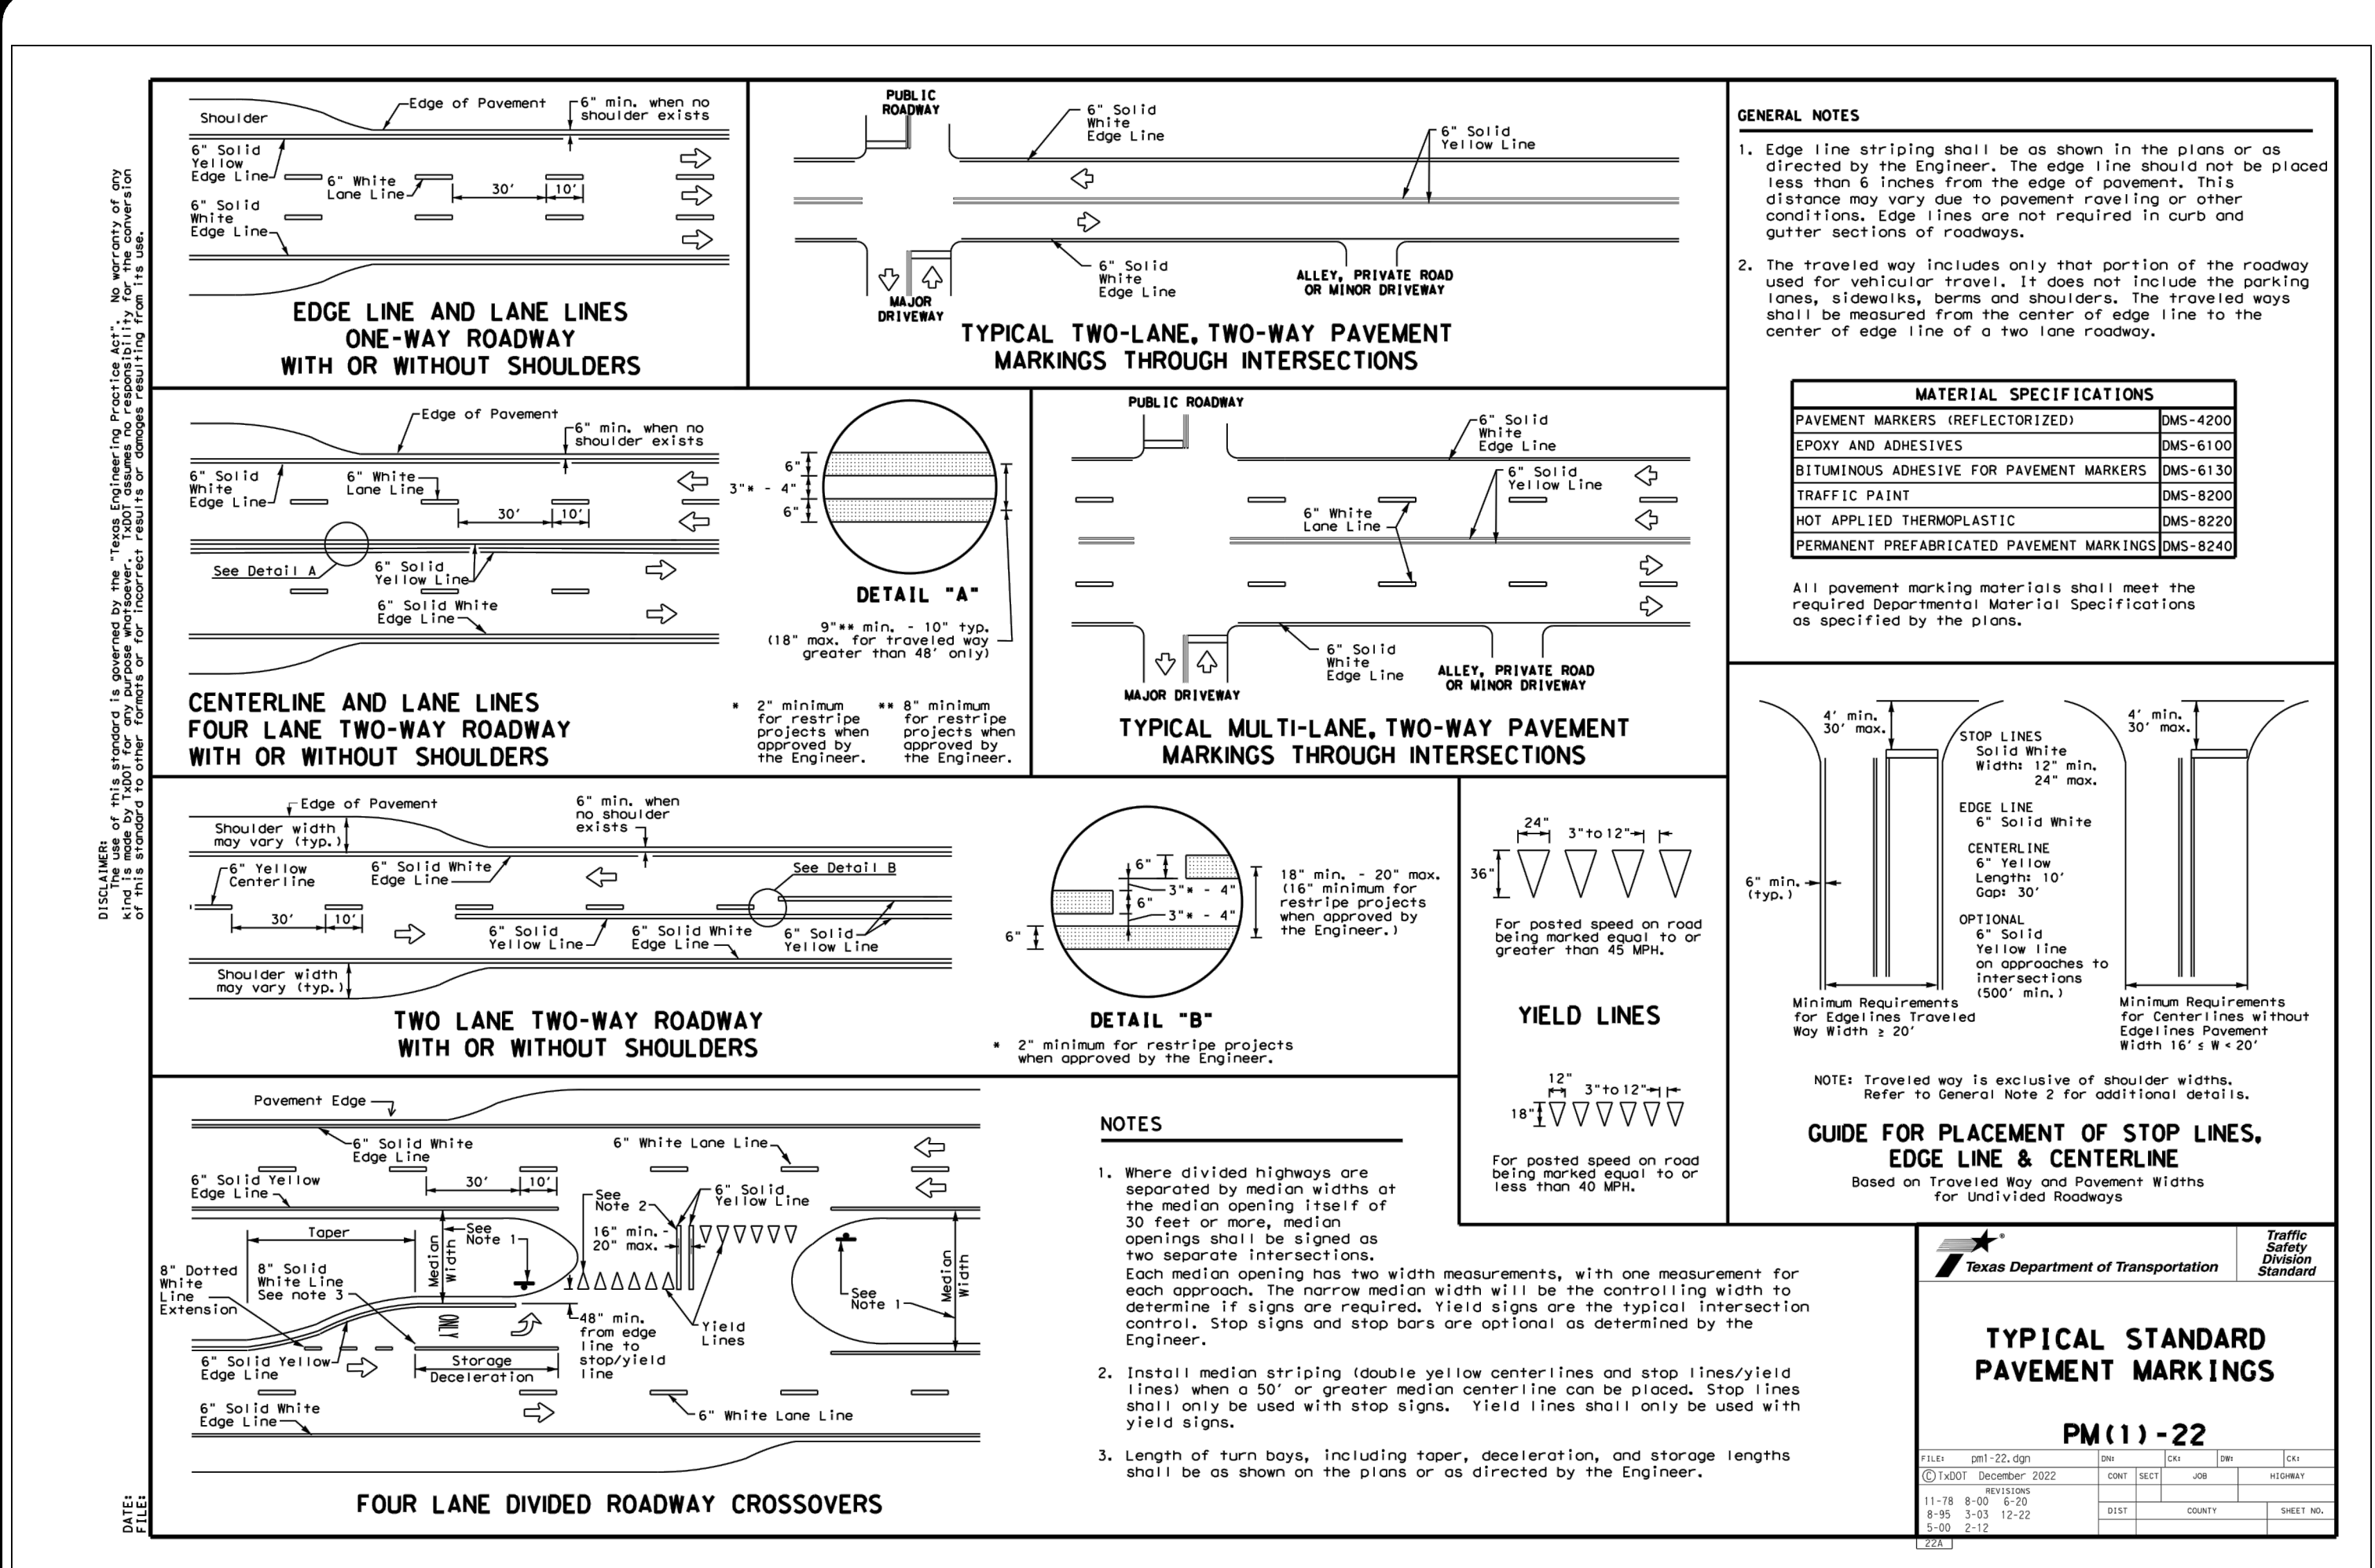 DISCLAIMER:
The use of this standard is governed by the "Texas Engineering Practice Act". No warranty of any
kind is made by TxDOT for any purpose whatsoever. TxDOT assumes no responsibility for the conversion
of this standard to other formats or for incorrect results or damages resulting from its use.
DATE:
FILE:
Shoulder
Edge of Pavement
6" min. when no
shoulder exists
6" Solid
Yellow
Edge Line
6" White
Lane Line
30'
10'
6" Solid
White
Edge Line
EDGE LINE AND LANE LINES
ONE-WAY ROADWAY
WITH OR WITHOUT SHOULDERS
PUBLIC
ROADWAY
6" Solid
White
Edge Line
6" Solid
Yellow Line
6" Solid
White
Edge Line
MAJOR
DRIVEWAY
ALLEY, PRIVATE ROAD
OR MINOR DRIVEWAY
TYPICAL TWO-LANE, TWO-WAY PAVEMENT
MARKINGS THROUGH INTERSECTIONS
Edge of Pavement
6" min. when no
shoulder exists
6" Solid
White
Edge Line
6" White
Lane Line
30'
10'
See Detail A
6" Solid
Yellow Line
6" Solid White
Edge Line
CENTERLINE AND LANE LINES
FOUR LANE TWO-WAY ROADWAY
WITH OR WITHOUT SHOULDERS
6"
3"* - 4"
6"
DETAIL "A"
9"** min. - 10" typ.
(18" max. for traveled way
greater than 48' only)
* 2" minimum
for restripe
projects when
approved by
the Engineer.
** 8" minimum
for restripe
projects when
approved by
the Engineer.
PUBLIC ROADWAY
6" Solid
White
Edge Line
6" Solid
Yellow Line
6" White
Lane Line
6" Solid
White
Edge Line
MAJOR DRIVEWAY
ALLEY, PRIVATE ROAD
OR MINOR DRIVEWAY
TYPICAL MULTI-LANE, TWO-WAY PAVEMENT
MARKINGS THROUGH INTERSECTIONS
Edge of Pavement
Shoulder width
may vary (typ.)
6" min. when
no shoulder
exists
6" Yellow
Centerline
6" Solid White
Edge Line
See Detail B
30'
10'
6" Solid
Yellow Line
6" Solid White
Edge Line
6" Solid
Yellow Line
Shoulder width
may vary (typ.)
TWO LANE TWO-WAY ROADWAY
WITH OR WITHOUT SHOULDERS
6"
3"* - 4"
6"
3"* - 4"
6"
18" min. - 20" max.
(16" minimum for
restripe projects
when approved by
the Engineer.)
DETAIL "B"
* 2" minimum for restripe projects
when approved by the Engineer.
24"
3"to 12"
36"
For posted speed on road
being marked equal to or
greater than 45 MPH.
YIELD LINES
12"
3"to 12"
18"
For posted speed on road
being marked equal to or
less than 40 MPH.
Pavement Edge
6" Solid White
Edge Line
6" White Lane Line
6" Solid Yellow
Edge Line
30'
10'
See
Note 2
6" Solid
Yellow Line
Taper
Median
Width
See
Note 1
16" min.-
20" max.
8" Dotted
White
Line
Extension
8" Solid
White Line
See note 3
ONLY
48" min.
from edge
line to
stop/yield
line
Yield
Lines
See
Note 1
Median
Width
6" Solid Yellow
Edge Line
Storage
Deceleration
6" Solid White
Edge Line
6" White Lane Line
FOUR LANE DIVIDED ROADWAY CROSSOVERS
NOTES
1. Where divided highways are
separated by median widths at
the median opening itself of
30 feet or more, median
openings shall be signed as
two separate intersections.
Each median opening has two width measurements, with one measurement for
each approach. The narrow median width will be the controlling width to
determine if signs are required. Yield signs are the typical intersection
control. Stop signs and stop bars are optional as determined by the
Engineer.
2. Install median striping (double yellow centerlines and stop lines/yield
lines) when a 50' or greater median centerline can be placed. Stop lines
shall only be used with stop signs. Yield lines shall only be used with
yield signs.
3. Length of turn bays, including taper, deceleration, and storage lengths
shall be as shown on the plans or as directed by the Engineer.
GENERAL NOTES
1. Edge line striping shall be as shown in the plans or as
directed by the Engineer. The edge line should not be placed
less than 6 inches from the edge of pavement. This
distance may vary due to pavement raveling or other
conditions. Edge lines are not required in curb and
gutter sections of roadways.
2. The traveled way includes only that portion of the roadway
used for vehicular travel. It does not include the parking
lanes, sidewalks, berms and shoulders. The traveled ways
shall be measured from the center of edge line to the
center of edge line of a two lane roadway.
MATERIAL SPECIFICATIONS
PAVEMENT MARKERS (REFLECTORIZED) DMS-4200
EPOXY AND ADHESIVES DMS-6100
BITUMINOUS ADHESIVE FOR PAVEMENT MARKERS DMS-6130
TRAFFIC PAINT DMS-8200
HOT APPLIED THERMOPLASTIC DMS-8220
PERMANENT PREFABRICATED PAVEMENT MARKINGS DMS-8240
All pavement marking materials shall meet the
required Departmental Material Specifications
as specified by the plans.
4' min.
30' max.
4' min.
30' max.
STOP LINES
Solid White
Width: 12" min.
24" max.
EDGE LINE
6" Solid White
CENTERLINE
6" Yellow
Length: 10'
Gap: 30'
OPTIONAL
6" Solid
Yellow line
on approaches to
intersections
(500' min.)
6" min.
(typ.)
Minimum Requirements
for Edgelines Traveled
Way Width ≥ 20'
Minimum Requirements
for Centerlines without
Edgelines Pavement
Width 16' ≤ W < 20'
NOTE: Traveled way is exclusive of shoulder widths.
Refer to General Note 2 for additional details.
GUIDE FOR PLACEMENT OF STOP LINES,
EDGE LINE & CENTERLINE
Based on Traveled Way and Pavement Widths
for Undivided Roadways
®
Texas Department of Transportation
Traffic
Safety
Division
Standard
TYPICAL STANDARD
PAVEMENT MARKINGS
PM(1)-22
FILE: pm1-22.dgn DN: CK: DW: CK:
© TxDOT December 2022 CONT SECT JOB HIGHWAY
REVISIONS
11-78 8-00 6-20
8-95 3-03 12-22
5-00 2-12
DIST COUNTY SHEET NO.
22A